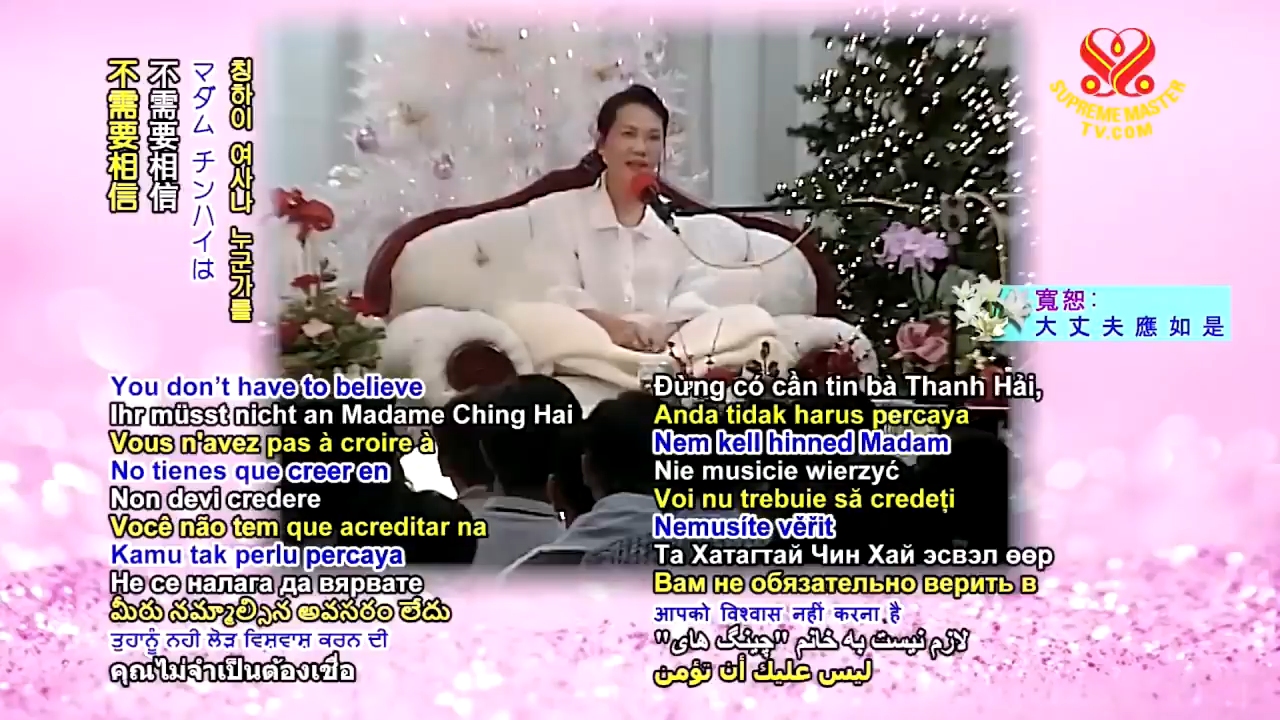 칭하이 여사나 누군가를
マダム チンハイは
不需要相信
不需要相信
SUPREME MASTER
TV.COM
寬恕：
大丈夫應如是
You don’t have to believe
Ihr müsst nicht an Madame Ching Hai
Vous n'avez pas à croire à
No tienes que creer en
Non devi credere
Você não tem que acreditar na
Kamu tak perlu percaya
Не се налага да вярвате
మీరు నమ్మాల్సిన అవసరం లేదు
ਤੁਹਾਨੂੰ ਨਹੀ ਲੋੜ ਵਿਸ਼ਵਾਸ਼ ਕਰਨ ਦੀ
คุณไม่จำเป็นต้องเชื่อ
Đừng có cần tin bà Thanh Hải,
Anda tidak harus percaya
Nem kell hinned Madam
Nie musicie wierzyć
Voi nu trebuie să credeți
Nemusíte věřit
Та Хатагтай Чин Хай эсвэл өөр
Вам не обязательно верить в
आपको विश्वास नहीं करना है
لازم نیست به خانم "چینگ های"
ليس عليك أن تؤمن